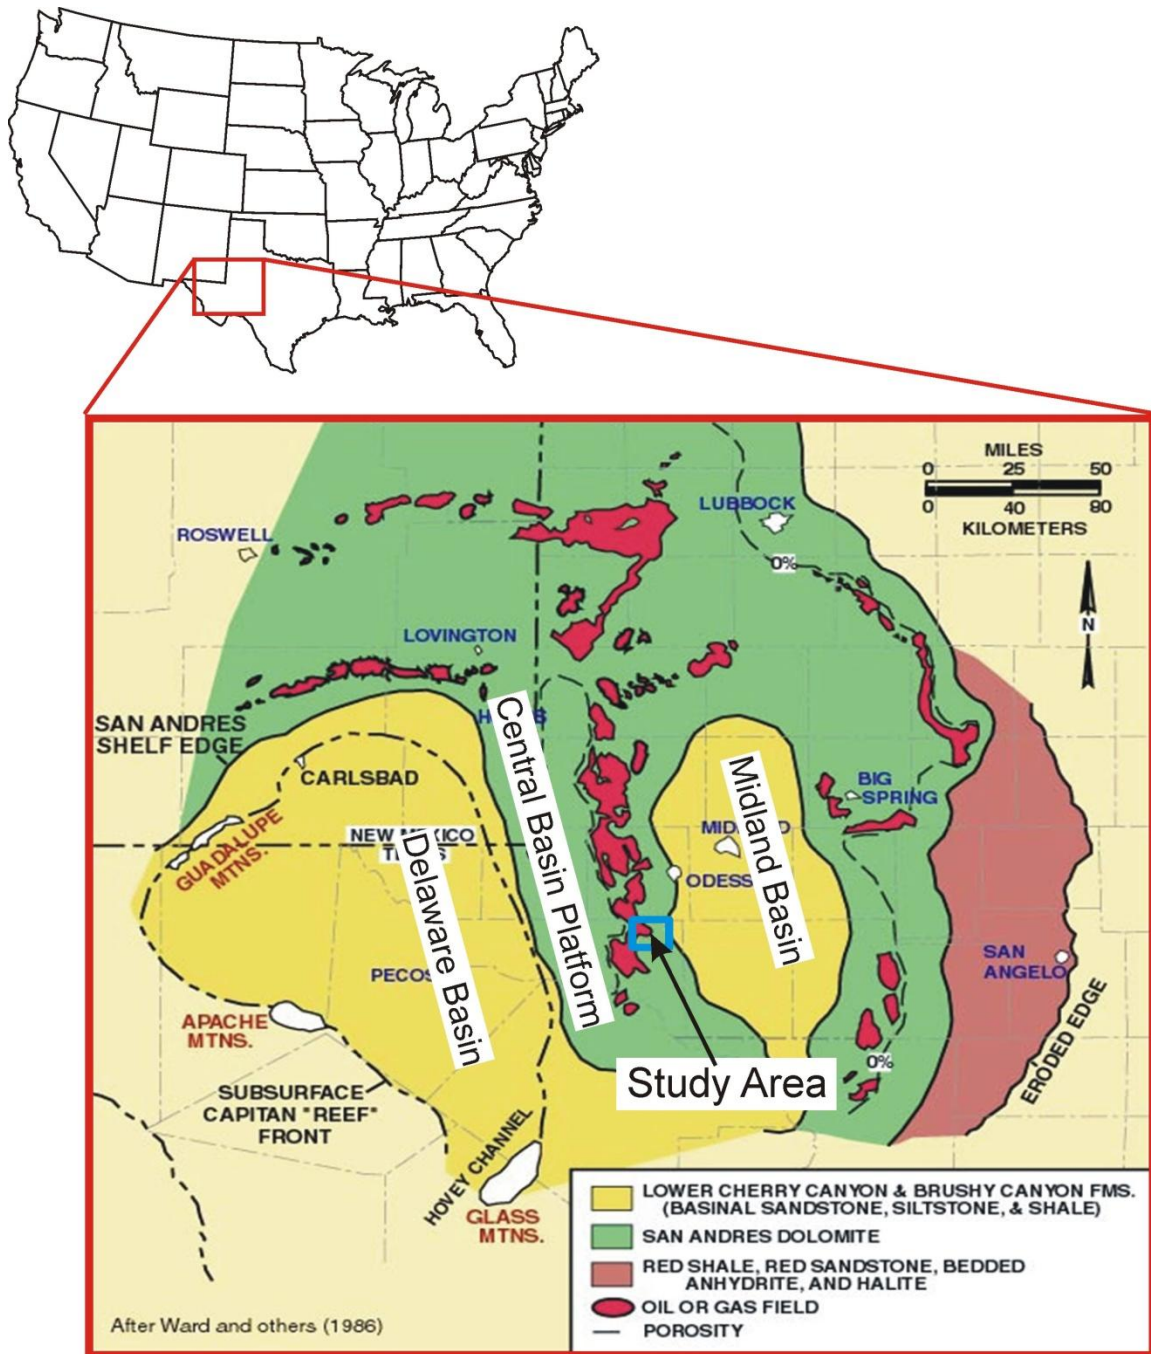 MILES
0 25 50
0 40 80
KILOMETERS
LUBBOCK
ROSWELL
0%
N
LOVINGTON
SAN ANDRES
SHELF EDGE
CARLSBAD
BIG
SPRING
GUADALUPE
MTNS.
NEW MEXICO
Central Basin Platform
Midland Basin
Delaware Basin
PECOS
SAN
ANGELO
APACHE
MTNS.
Study Area
0%
ERODED EDGE
SUBSURFACE
CAPITAN "REEF"
FRONT
HOVEY CHANNEL
GLASS
MTNS.
LOWER CHERRY CANYON & BRUSHY CANYON FMS.
(BASINAL SANDSTONE, SILTSTONE, & SHALE)
SAN ANDRES DOLOMITE
RED SHALE, RED SANDSTONE, BEDDED
ANHYDRITE, AND HALITE
OIL OR GAS FIELD
POROSITY
After Ward and others (1986)